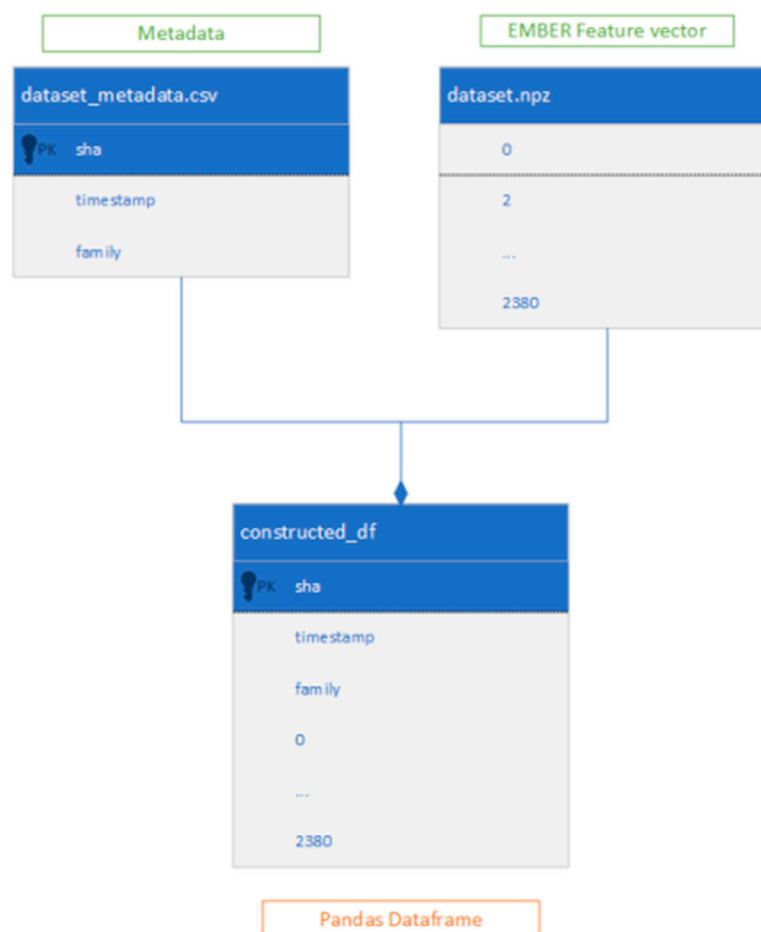 Metadata
EMBER Feature vector
dataset_metadata.csv
PK sha
timestamp
family
dataset.npz
0
2
...
2380
constructed_df
PK sha
timestamp
family
0
...
2380
Pandas Dataframe